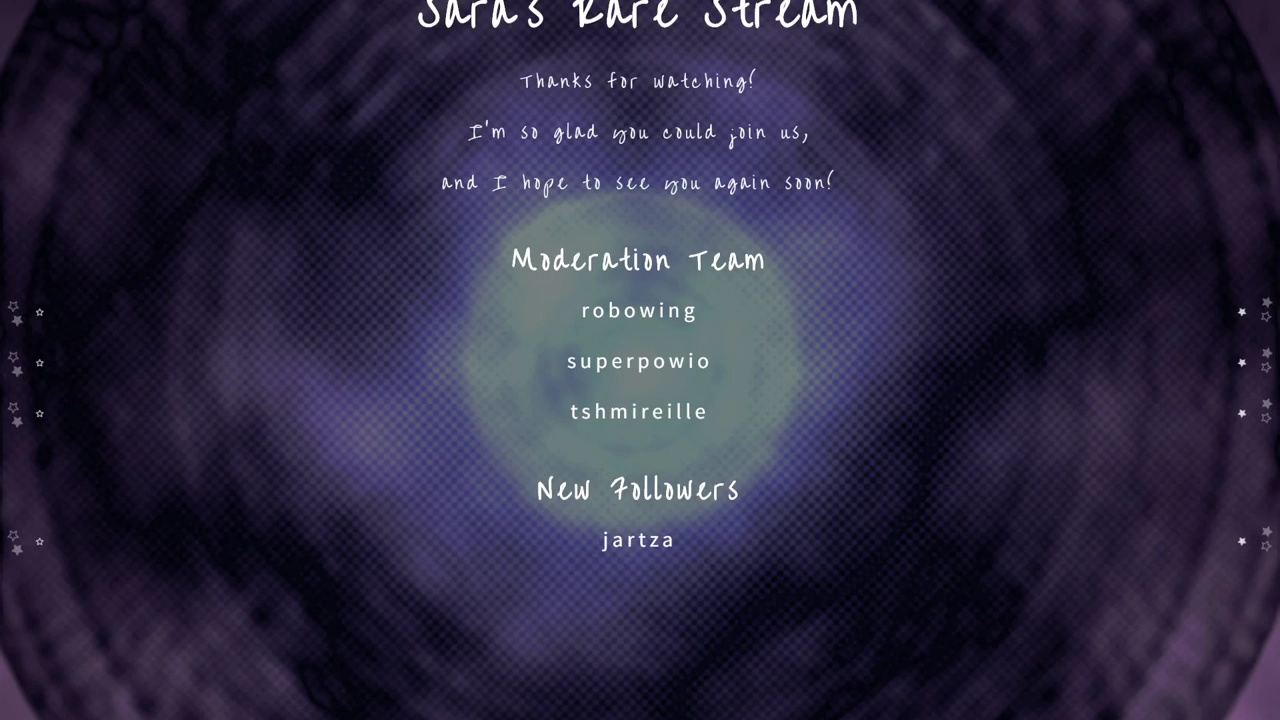 Sara's Rare Stream
Thanks for watching!
I'm so glad you could join us,
and I hope to see you again soon!
Moderation Team
robowing
superpowio
tshmireille
New Followers
jartza